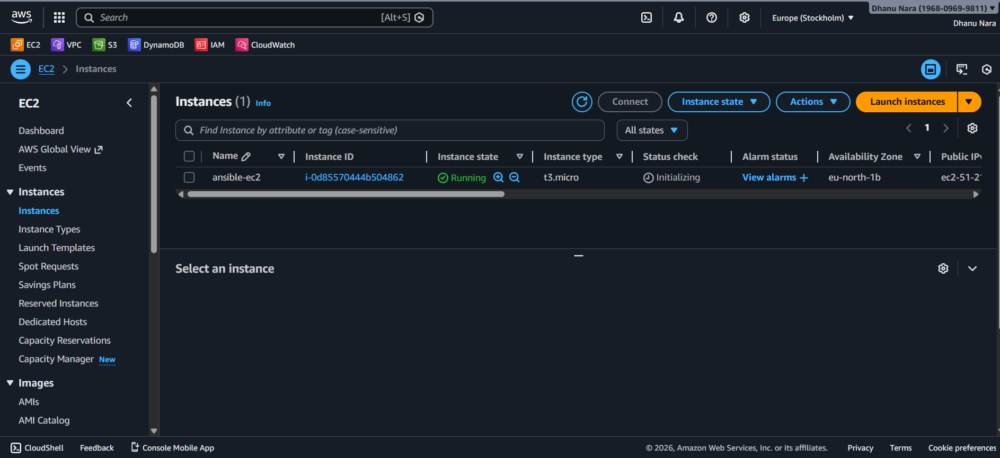 aws
Search [Alt+S]
Europe (Stockholm)
Dhanu Nara (1968-0969-9811)
Dhanu Nara
EC2 VPC S3 DynamoDB IAM CloudWatch
EC2 Instances
EC2
Dashboard
AWS Global View
Events
Instances
Instances
Instance Types
Launch Templates
Spot Requests
Savings Plans
Reserved Instances
Dedicated Hosts
Capacity Reservations
Capacity Manager New
Images
AMIs
AMI Catalog
Instances (1) Info
Connect Instance state Actions Launch instances
Find Instance by attribute or tag (case-sensitive) All states 1
Name Instance ID Instance state Instance type Status check Alarm status Availability Zone Public IPv
ansible-ec2 i-0d85570444b504862 Running t3.micro Initializing View alarms + eu-north-1b ec2-51-21
Select an instance
CloudShell Feedback Console Mobile App © 2026, Amazon Web Services, Inc. or its affiliates. Privacy Terms Cookie preferences